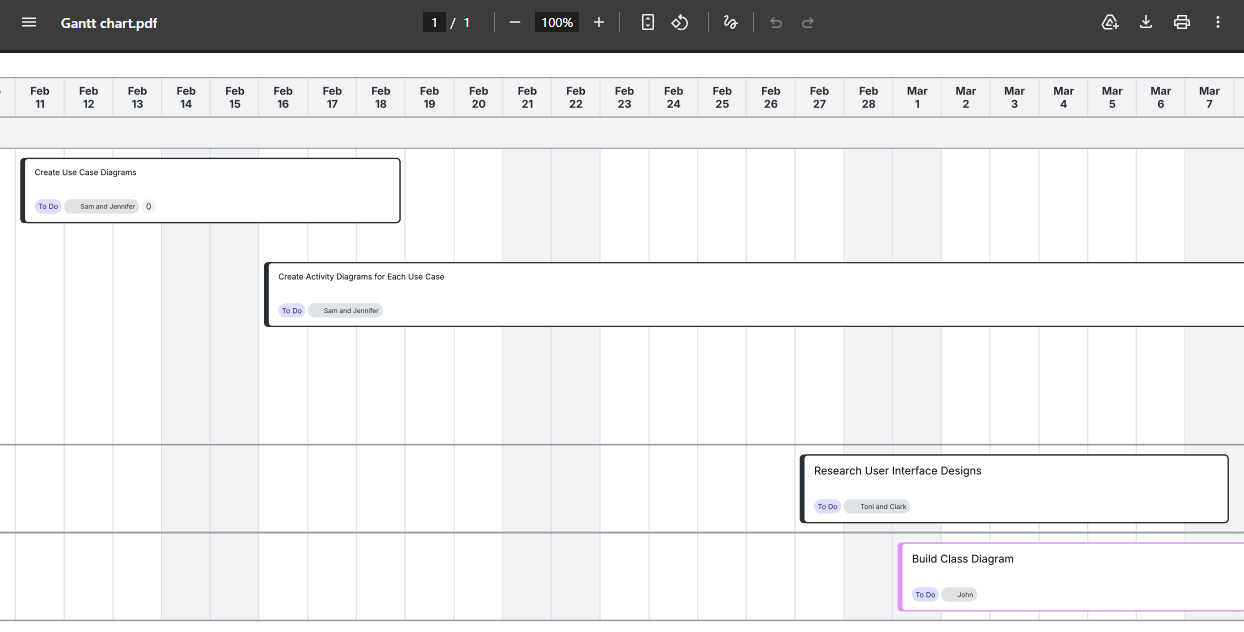 Gantt chart.pdf
1 / 1
100%
Feb 11 Feb 12 Feb 13 Feb 14 Feb 15 Feb 16 Feb 17 Feb 18 Feb 19 Feb 20 Feb 21 Feb 22 Feb 23 Feb 24 Feb 25 Feb 26 Feb 27 Feb 28 Mar 1 Mar 2 Mar 3 Mar 4 Mar 5 Mar 6 Mar 7
Create Use Case Diagrams
To Do Sam and Jennifer 0
Create Activity Diagrams for Each Use Case
To Do Sam and Jennifer
Research User Interface Designs
To Do Toni and Clark
Build Class Diagram
To Do John